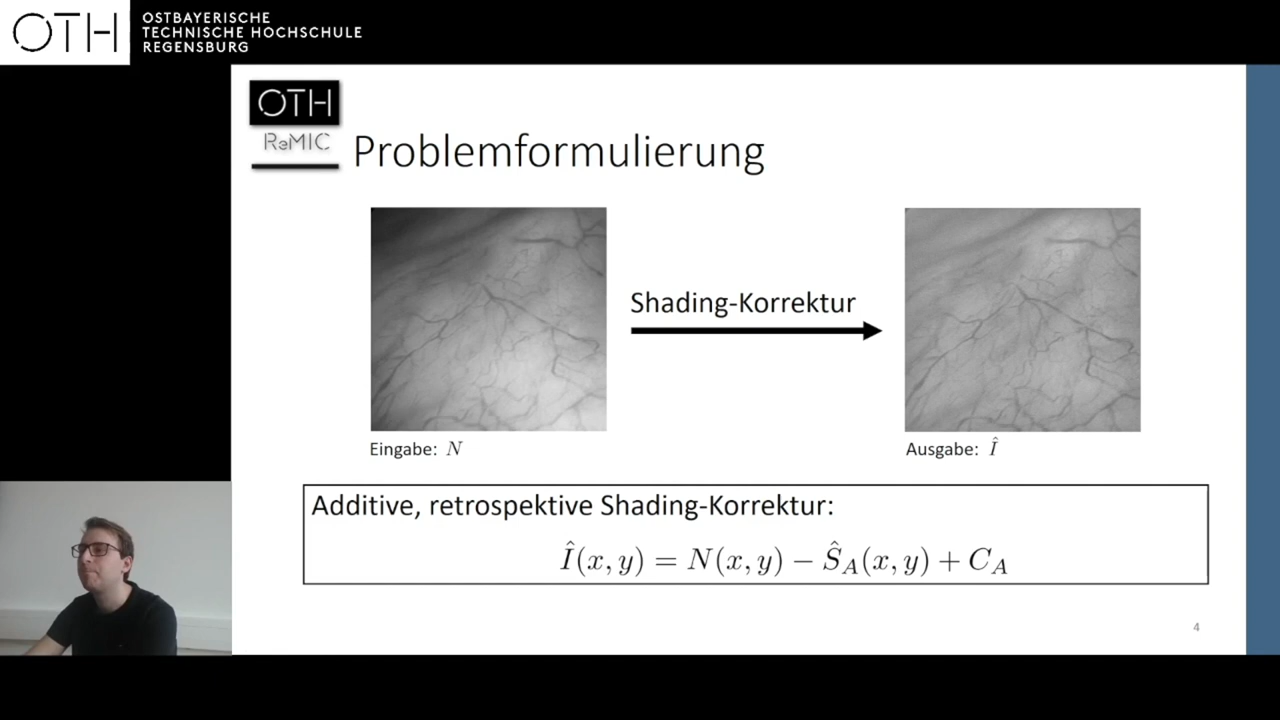 OTH
OSTBAYERISCHE
TECHNISCHE HOCHSCHULE
REGENSBURG
OTH
ReMIC
Problemformulierung
Shading-Korrektur
Eingabe: N
Ausgabe: Î
Additive, retrospektive Shading-Korrektur:
Î(x, y) = N(x, y) − Ŝ_A(x, y) + C_A
4